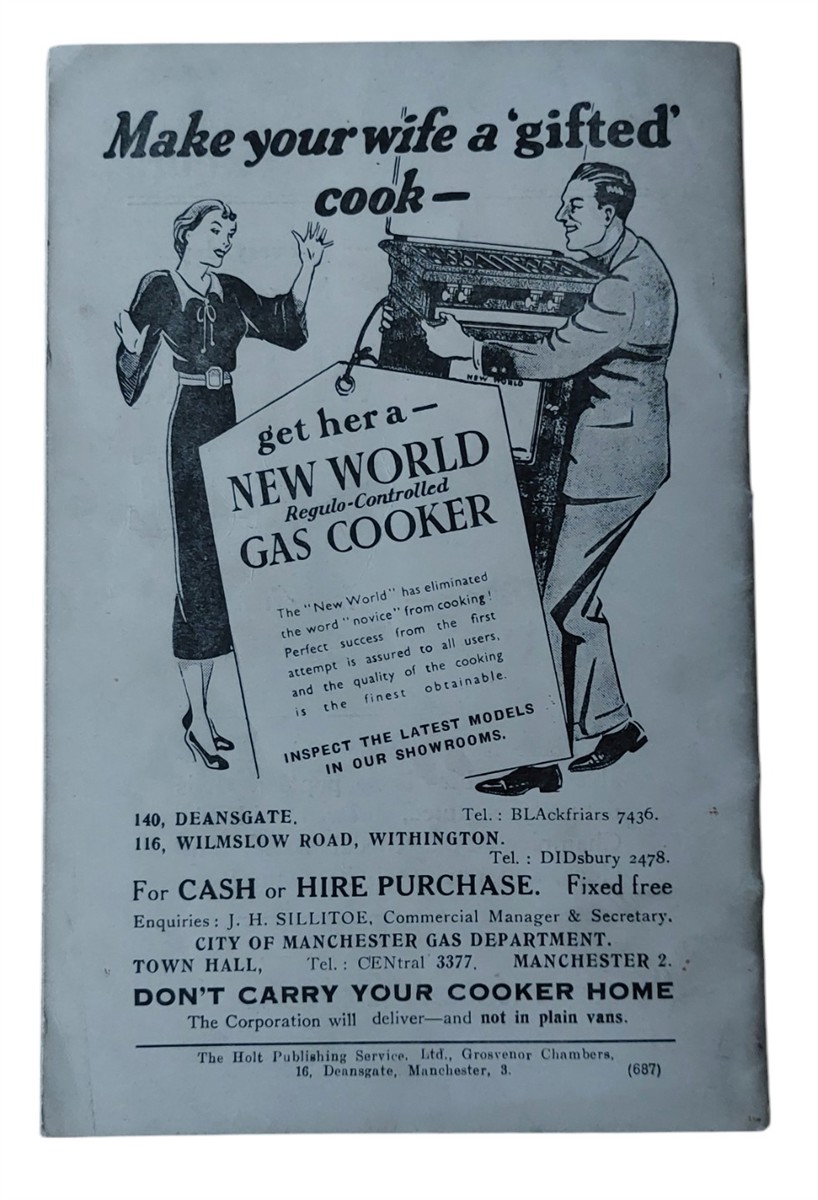 Make your wife a 'gifted'
cook—
NEW WORLD
get her a—
NEW WORLD
Regulo-Controlled
GAS COOKER
The "New World" has eliminated
the word "novice" from cooking!
Perfect success from the first
attempt is assured to all users,
and the quality of the cooking
is the finest obtainable.
INSPECT THE LATEST MODELS
IN OUR SHOWROOMS.
140, DEANSGATE. Tel.: BLAckfriars 7436.
116, WILMSLOW ROAD, WITHINGTON.
Tel. : DIDsbury 2478.
For CASH or HIRE PURCHASE. Fixed free
Enquiries: J. H. SILLITOE, Commercial Manager & Secretary.
CITY OF MANCHESTER GAS DEPARTMENT.
TOWN HALL, Tel.: CENtral 3377. MANCHESTER 2.
DON'T CARRY YOUR COOKER HOME
The Corporation will deliver—and not in plain vans.
The Holt Publishing Service, Ltd., Grosvenor Chambers,
16, Deansgate, Manchester, 3. (687)